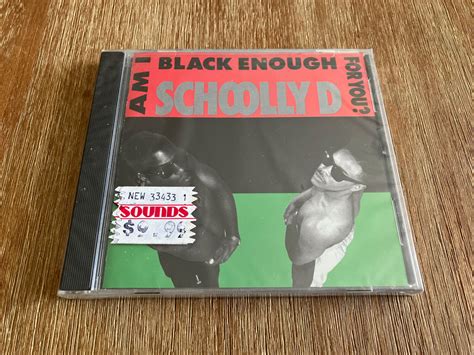 AM I
BLACK ENOUGH
FOR YOU?
SCHOOLLY D
NEW 33433 1
SOUNDS